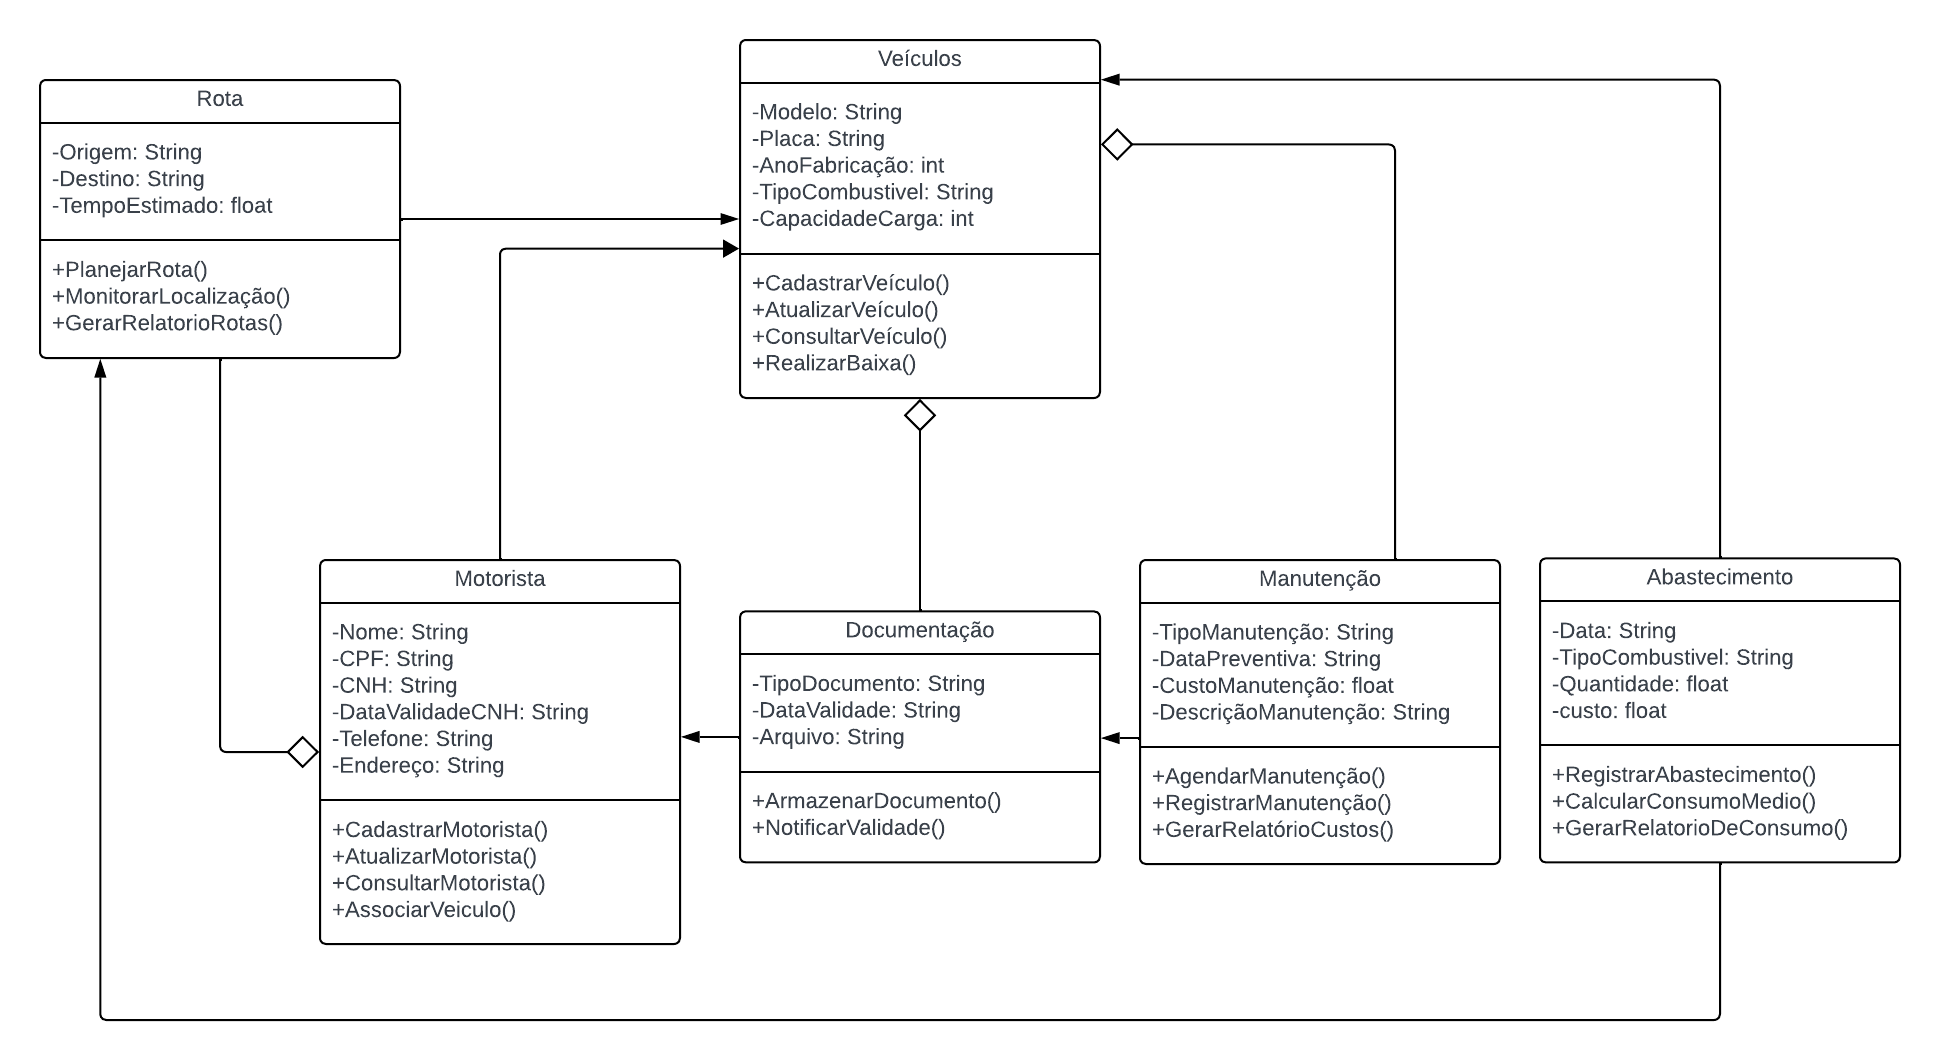 Rota
-Origem: String
-Destino: String
-TempoEstimado: float
+PlanejarRota()
+MonitorarLocalização()
+GerarRelatorioRotas()
Veículos
-Modelo: String
-Placa: String
-AnoFabricação: int
-TipoCombustivel: String
-CapacidadeCarga: int
+CadastrarVeículo()
+AtualizarVeículo()
+ConsultarVeículo()
+RealizarBaixa()
Motorista
-Nome: String
-CPF: String
-CNH: String
-DataValidadeCNH: String
-Telefone: String
-Endereço: String
+CadastrarMotorista()
+AtualizarMotorista()
+ConsultarMotorista()
+AssociarVeiculo()
Documentação
-TipoDocumento: String
-DataValidade: String
-Arquivo: String
+ArmazenarDocumento()
+NotificarValidade()
Manutenção
-TipoManutenção: String
-DataPreventiva: String
-CustoManutenção: float
-DescriçãoManutenção: String
+AgendarManutenção()
+RegistrarManutenção()
+GerarRelatórioCustos()
Abastecimento
-Data: String
-TipoCombustivel: String
-Quantidade: float
-custo: float
+RegistrarAbastecimento()
+CalcularConsumoMedio()
+GerarRelatorioDeConsumo()